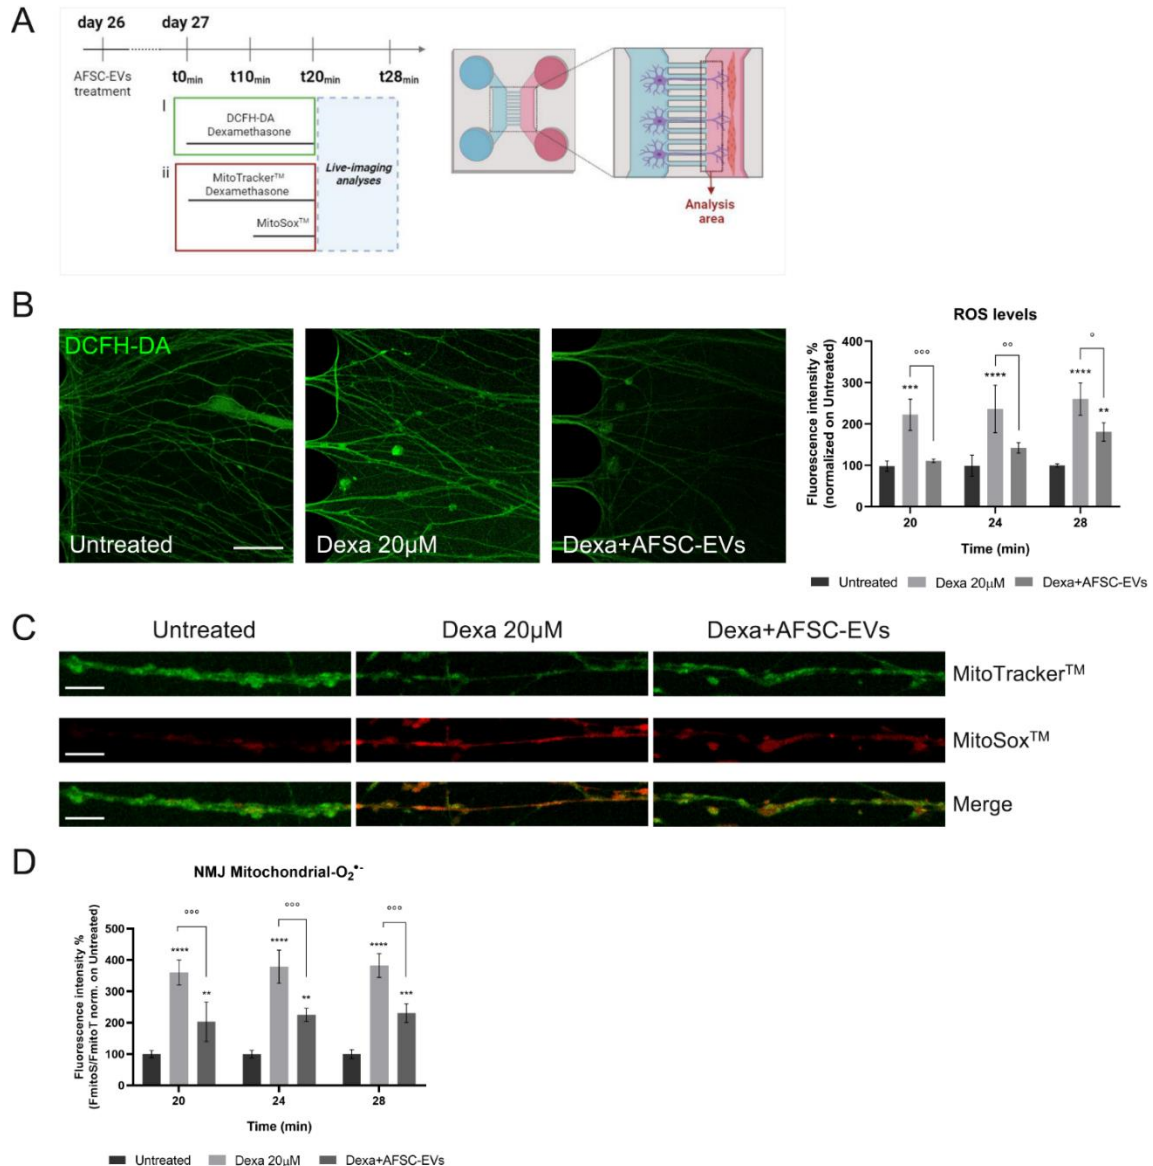 A
day 26
day 27
AFSC-EVs
treatment
t0min
t10min
t20min
t28min
I
DCFH-DA
Dexamethasone
ii
MitoTracker™
Dexamethasone
MitoSox™
Live-imaging
analyses
Analysis
area
B
DCFH-DA
Untreated
Dexa 20µM
Dexa+AFSC-EVs
ROS levels
Fluorescence intensity %
(normalized on Untreated)
400
300
200
100
0
°°°
***
°°
****
°
****
**
20
24
28
Time (min)
Untreated
Dexa 20µM
Dexa+AFSC-EVs
C
Untreated
Dexa 20µM
Dexa+AFSC-EVs
MitoTracker™
MitoSox™
Merge
D
NMJ Mitochondrial-O₂•-
Fluorescence intensity %
(FmitoS/FmitoT norm. on Untreated)
500
400
300
200
100
0
°°°
****
**
°°°
****
**
°°°
****
***
20
24
28
Time (min)
Untreated
Dexa 20µM
Dexa+AFSC-EVs